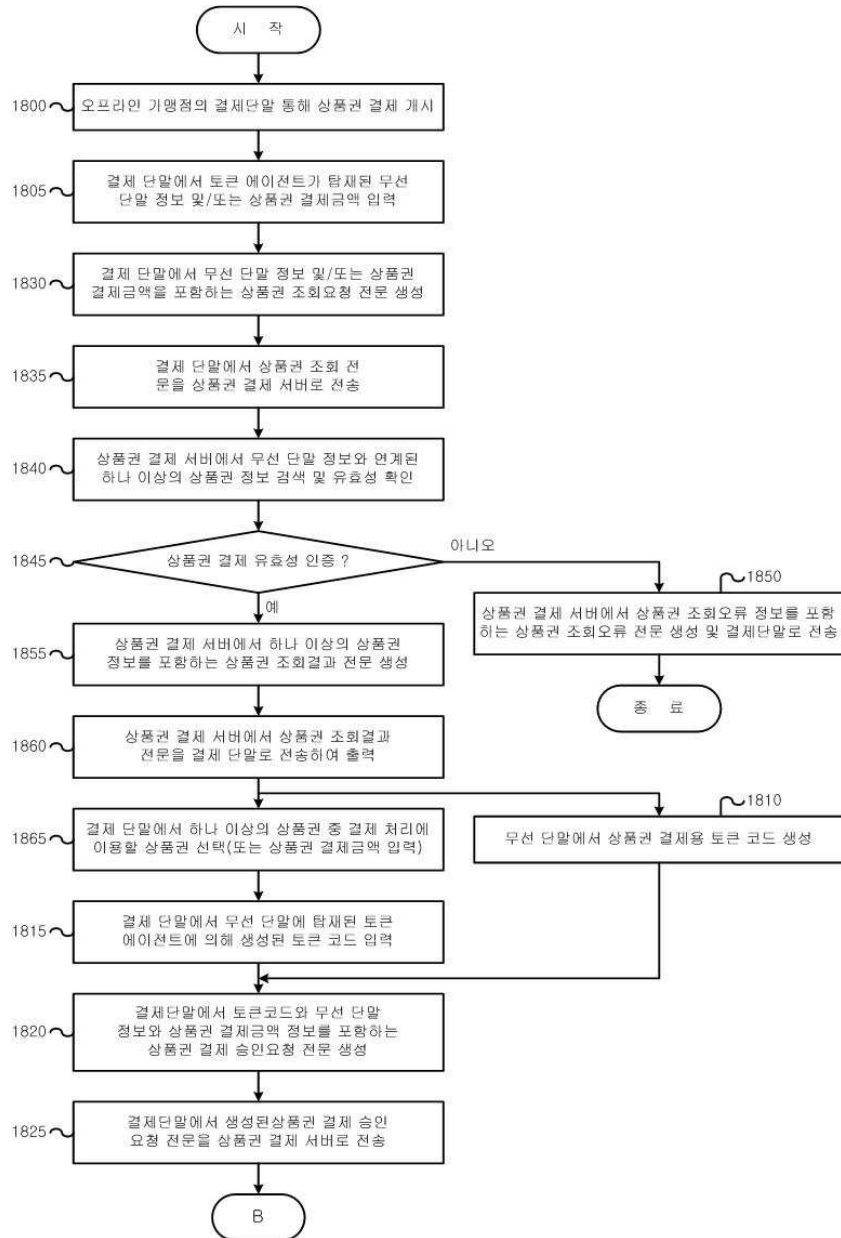 시 작
1800
오프라인 가맹점의 결제단말 통해 상품권 결제 개시
1805
결제 단말에서 토큰 에이전트가 탑재된 무선
단말 정보 및/또는 상품권 결제금액 입력
1830
결제 단말에서 무선 단말 정보 및/또는 상품권
결제금액을 포함하는 상품권 조회요청 전문 생성
1835
결제 단말에서 상품권 조회 전
문을 상품권 결제 서버로 전송
1840
상품권 결제 서버에서 무선 단말 정보와 연계된
하나 이상의 상품권 정보 검색 및 유효성 확인
1845
상품권 결제 유효성 인증 ?
아니오
예
1850
상품권 결제 서버에서 상품권 조회오류 정보를 포함
하는 상품권 조회오류 전문 생성 및 결제단말로 전송
종 료
1855
상품권 결제 서버에서 하나 이상의 상품권
정보를 포함하는 상품권 조회결과 전문 생성
1860
상품권 결제 서버에서 상품권 조회결과
전문을 결제 단말로 전송하여 출력
1865
결제 단말에서 하나 이상의 상품권 중 결제 처리에
이용할 상품권 선택(또는 상품권 결제금액 입력)
1810
무선 단말에서 상품권 결제용 토큰 코드 생성
1815
결제 단말에서 무선 단말에 탑재된 토큰
에이전트에 의해 생성된 토큰 코드 입력
1820
결제단말에서 토큰코드와 무선 단말
정보와 상품권 결제금액 정보를 포함하는
상품권 결제 승인요청 전문 생성
1825
결제단말에서 생성된상품권 결제 승인
요청 전문을 상품권 결제 서버로 전송
B